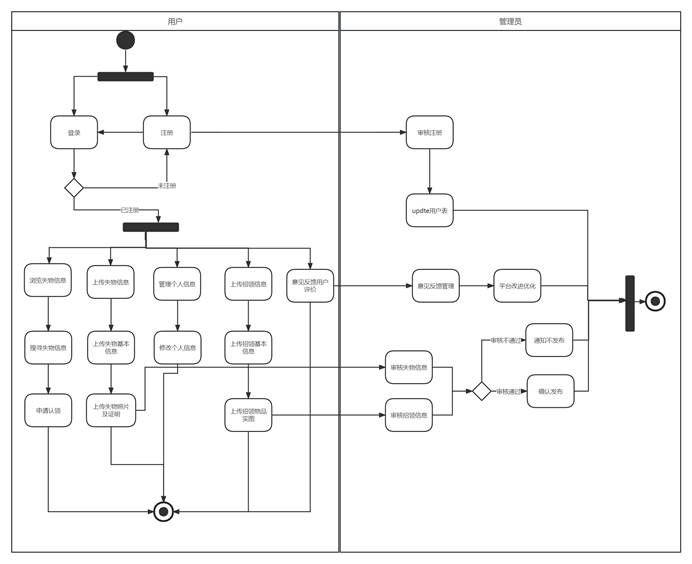 用户
管理员
登录
注册
审核注册
未注册
已注册
updte用户表
浏览失物信息
上传失物信息
管理个人信息
上传招领信息
意见反馈用户
评价
意见反馈管理
平台改进优化
搜寻失物信息
上传失物基本
信息
修改个人信息
上传招领基本
信息
审核不通过
通知不发布
审核失物信息
申请认领
上传失物照片
及证明
上传招领物品
实图
审核招领信息
审核通过
确认发布